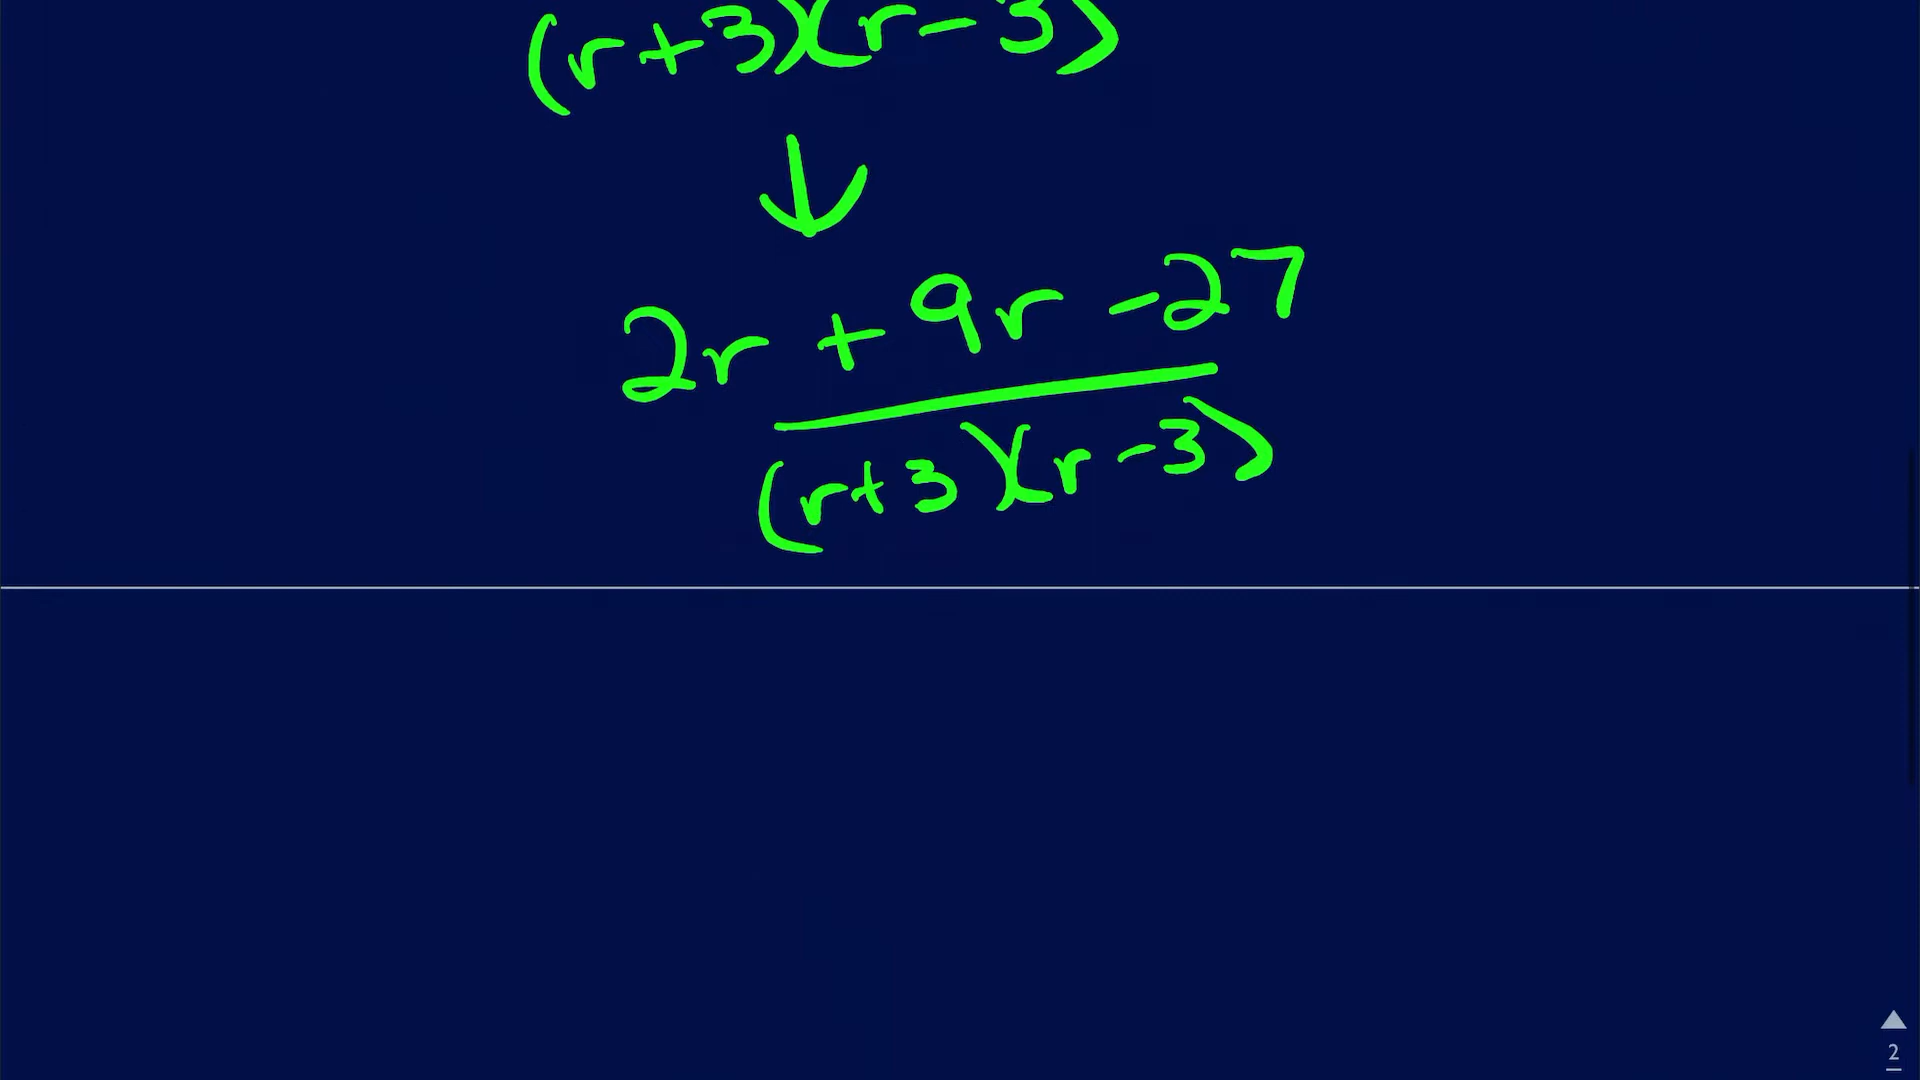 (r+3)(r-3)
↓
2r + 9r - 27
(r+3)(r-3)
2